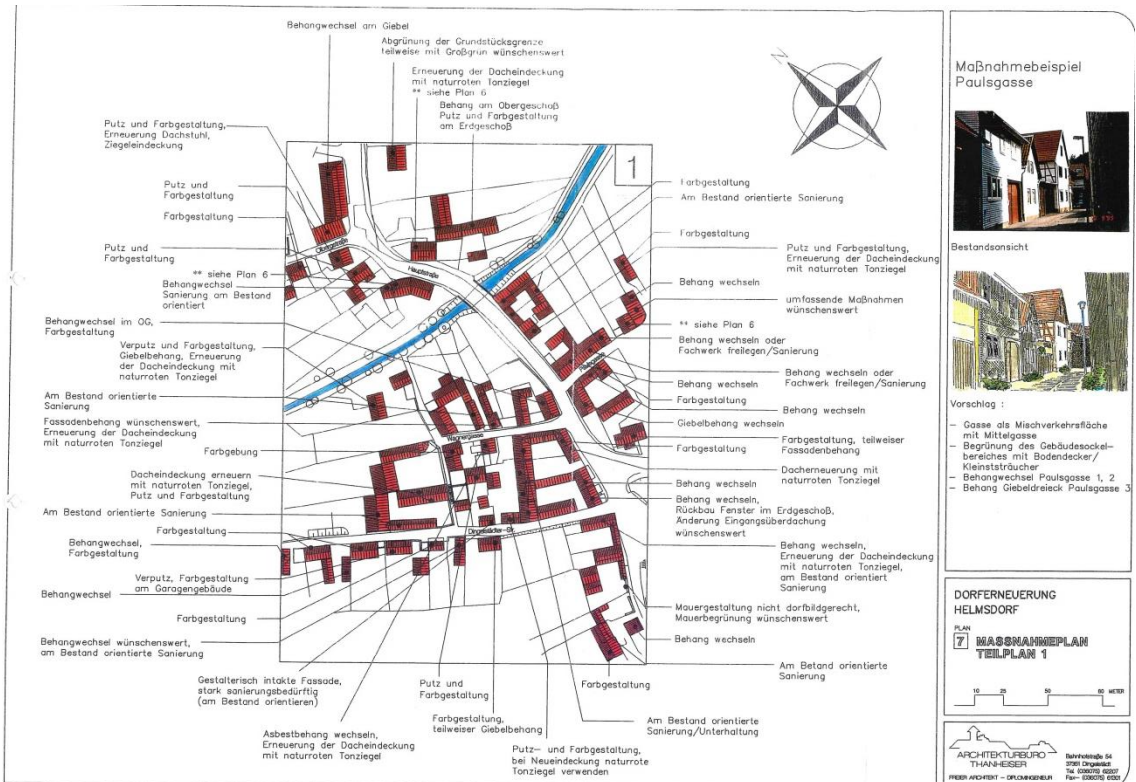 Behangwechsel am Giebel
Abgrünung der Grundstücksgrenze
teilweise mit Großgrün wünschenswert
Erneuerung der Dacheindeckung
mit naturroten Tonziegel
** siehe Plan 6
Behang am Obergeschoß
Putz und Farbgestaltung
am Erdgeschoß
Putz und Farbgestaltung,
Erneuerung Dachstuhl,
Ziegeleindeckung
Putz und
Farbgestaltung
Farbgestaltung
Putz und
Farbgestaltung
** siehe Plan 6
Behangwechsel
Sanierung am Bestand
orientiert
Behangwechsel im OG,
Farbgestaltung
Verputz und Farbgestaltung,
Giebelbehang, Erneuerung
der Dacheindeckung mit
naturroten Tonziegel
Am Bestand orientierte
Sanierung
Fassadenbehang wünschenswert,
Erneuerung der Dacheindeckung
mit naturroten Tonziegel
Farbgebung
Dacheindeckung erneuern
mit naturroten Tonziegel,
Putz und Farbgestaltung
Am Bestand orientierte Sanierung
Farbgestaltung
Behangwechsel,
Farbgestaltung
Verputz, Farbgestaltung
am Garagengebäude
Behangwechsel
Farbgestaltung
Behangwechsel wünschenswert,
am Bestand orientierte Sanierung
Gestalterisch intakte Fassade,
stark sanierungsbedürftig
(am Bestand orientieren)
Asbestbehang wechseln,
Erneuerung der Dacheindeckung
mit naturroten Tonziegel
Putz und
Farbgestaltung
Farbgestaltung,
teilweiser Giebelbehang
Putz- und Farbgestaltung,
bei Neueindeckung naturrote
Tonziegel verwenden
1
Hauptstraße
Paulsgasse
Wagnergasse
Dingelstädter-Str.
N
Farbgestaltung
Am Bestand orientierte Sanierung
Farbgestaltung
Putz und Farbgestaltung,
Erneuerung der Dacheindeckung
mit naturroten Tonziegel
Behang wechseln
umfassende Maßnahmen
wünschenswert
** siehe Plan 6
Behang wechseln oder
Fachwerk freilegen/Sanierung
Behang wechseln oder
Fachwerk freilegen/Sanierung
Behang wechseln
Farbgestaltung
Behang wechseln
Giebelbehang wechseln
Farbgestaltung, teilweiser
Fassadenbehang
Farbgestaltung
Dacherneuerung mit
naturroten Tonziegel
Behang wechseln
Behang wechseln,
Rückbau Fenster im Erdgeschoß,
Änderung Eingangsüberdachung
wünschenswert
Behang wechseln,
Erneuerung der Dacheindeckung
mit naturroten Tonziegel,
am Bestand orientiert
Sanierung
Mauergestaltung nicht dorfbildgerecht,
Mauerbegrünung wünschenswert
Behang wechseln
Am Betand orientierte
Sanierung
Farbgestaltung
Am Bestand orientierte
Sanierung/Unterhaltung
Maßnahmebeispiel
Paulsgasse
Bestandsansicht
Vorschlag :
- Gasse als Mischverkehrsfläche
mit Mittelgasse
- Begrünung des Gebäudesockel-
bereiches mit Bodendecker/
Kleinststräucher
- Behangwechsel Paulsgasse 1, 2
- Behang Giebeldreieck Paulsgasse 3
DORFERNEUERUNG
HELMSDORF
PLAN
7 MASSNAHMEPLAN
TEILPLAN 1
10 25 50 60 METER
ARCHITEKTURBÜRO
THANHEISER
FREIER ARCHITEKT - DIPLOMINGENIEUR
Bahnhofstraße 54
37351 Dingelstädt
Tel. (036075) 62207